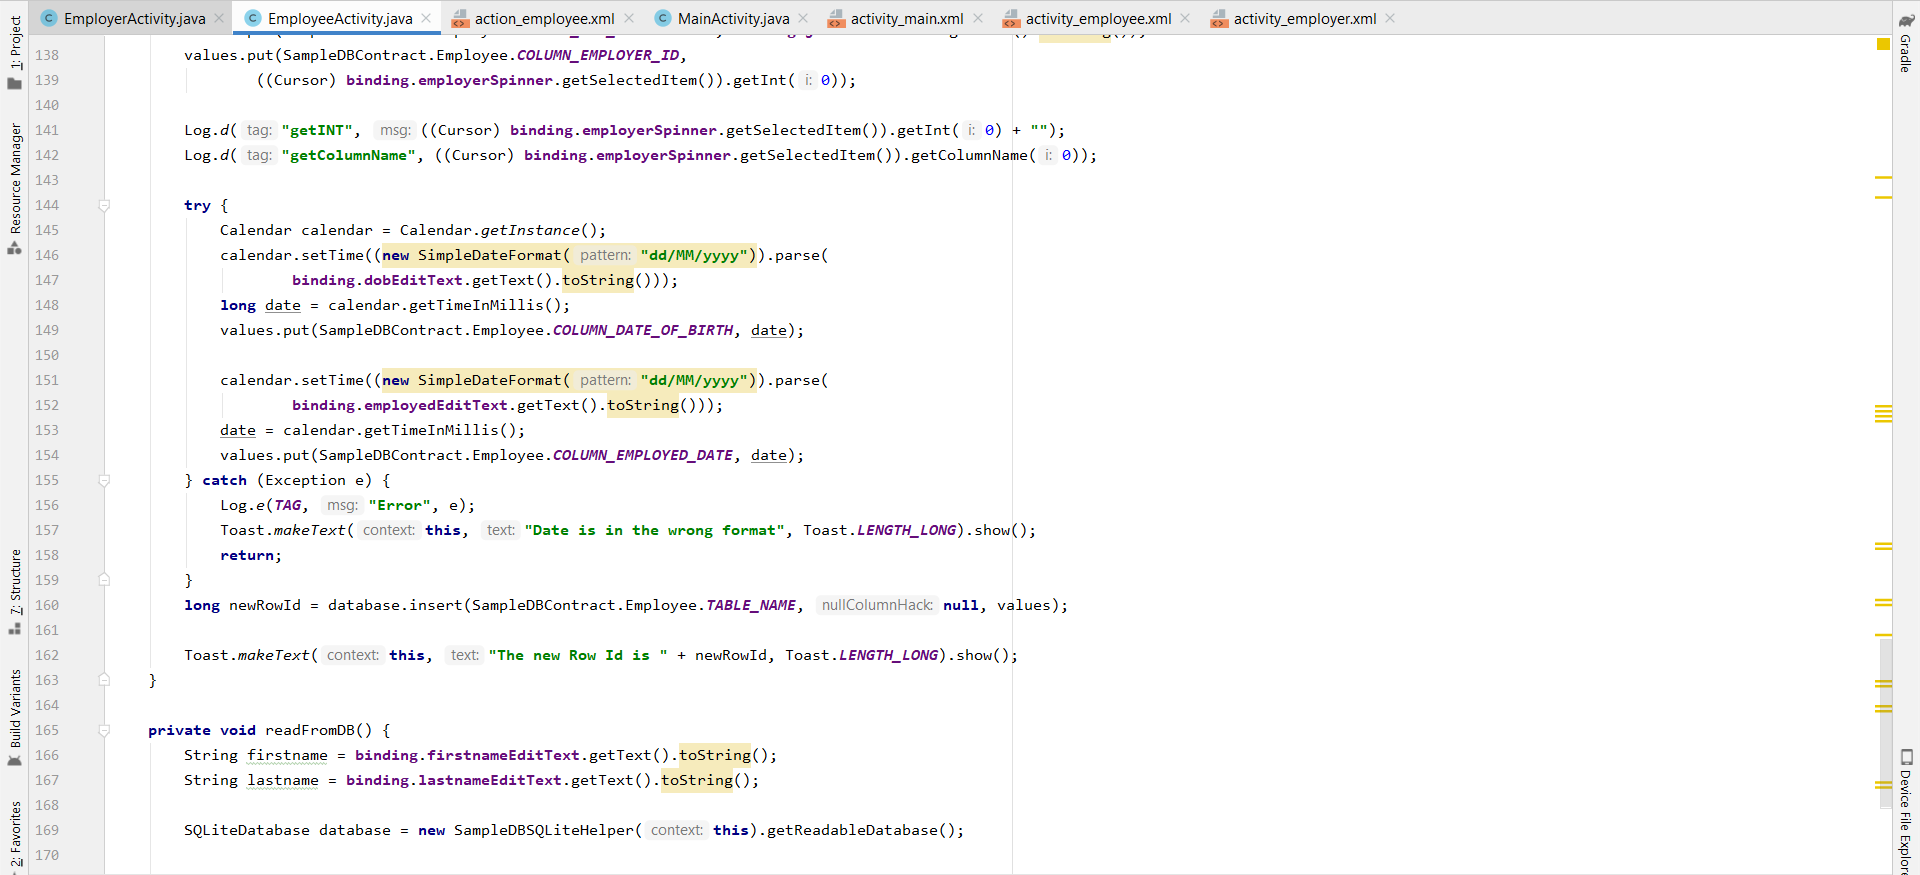 EmployerActivity.java
EmployeeActivity.java
action_employee.xml
MainActivity.java
activity_main.xml
activity_employee.xml
activity_employer.xml
1: Project
Resource Manager
7: Structure
Build Variants
2: Favorites
138 values.put(SampleDBContract.Employee.COLUMN_EMPLOYER_ID,
139 ((Cursor) binding.employerSpinner.getSelectedItem()).getInt( i: 0));
140
141 Log.d( tag: "getINT", msg: ((Cursor) binding.employerSpinner.getSelectedItem()).getInt( i: 0) + "");
142 Log.d( tag: "getColumnName", ((Cursor) binding.employerSpinner.getSelectedItem()).getColumnName( i: 0));
143
144 try {
145 Calendar calendar = Calendar.getInstance();
146 calendar.setTime((new SimpleDateFormat( pattern: "dd/MM/yyyy")).parse(
147 binding.dobEditText.getText().toString()));
148 long date = calendar.getTimeInMillis();
149 values.put(SampleDBContract.Employee.COLUMN_DATE_OF_BIRTH, date);
150
151 calendar.setTime((new SimpleDateFormat( pattern: "dd/MM/yyyy")).parse(
152 binding.employedEditText.getText().toString()));
153 date = calendar.getTimeInMillis();
154 values.put(SampleDBContract.Employee.COLUMN_EMPLOYED_DATE, date);
155 } catch (Exception e) {
156 Log.e(TAG, msg: "Error", e);
157 Toast.makeText( context: this, text: "Date is in the wrong format", Toast.LENGTH_LONG).show();
158 return;
159 }
160 long newRowId = database.insert(SampleDBContract.Employee.TABLE_NAME, nullColumnHack: null, values);
161
162 Toast.makeText( context: this, text: "The new Row Id is " + newRowId, Toast.LENGTH_LONG).show();
163 }
164
165 private void readFromDB() {
166 String firstname = binding.firstnameEditText.getText().toString();
167 String lastname = binding.lastnameEditText.getText().toString();
168
169 SQLiteDatabase database = new SampleDBSQLiteHelper( context: this).getReadableDatabase();
170
Gradle
Device File Explore